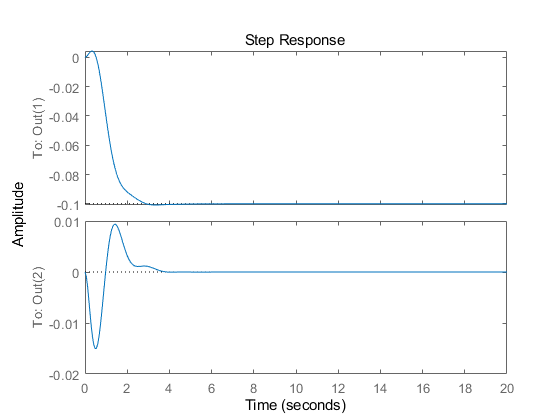 Step Response
0
-0.02
-0.04
-0.06
-0.08
-0.1
To: Out(1)
Amplitude
0.01
0
-0.01
-0.02
To: Out(2)
0 2 4 6 8 10 12 14 16 18 20
Time (seconds)